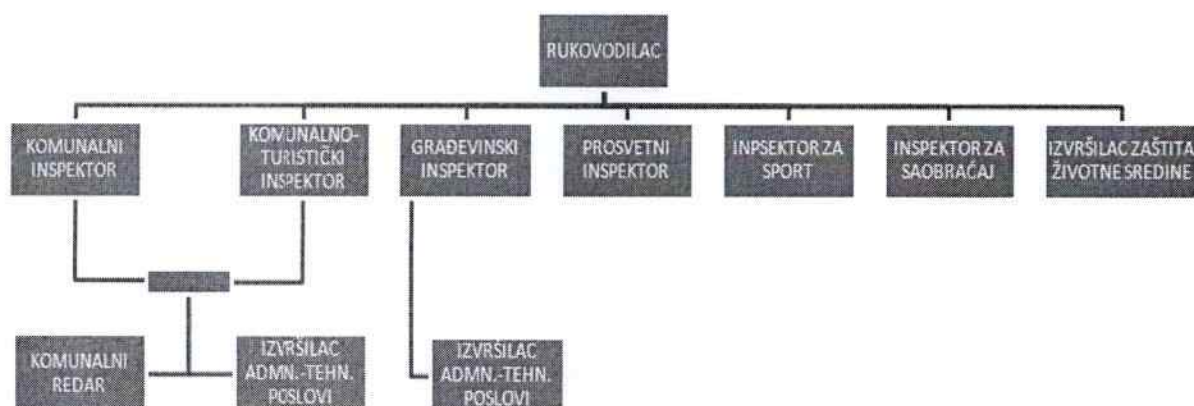 RUKOVODILAC
KOMUNALNI
INSPEKTOR
KOMUNALNO-
TURISTIČKI
INSPEKTOR
GRAĐEVINSKI
INSPEKTOR
PROSVETNI
INSPEKTOR
INPSEKTOR ZA
SPORT
INSPEKTOR ZA
SAOBRAĆAJ
IZVRŠILAC ZAŠTITA
ŽIVOTNE SREDINE
KOMUNALNI
REDAR
IZVRŠILAC
ADMN.-TEHN.
POSLOVI
IZVRŠILAC
ADMN.-TEHN.
POSLOVI